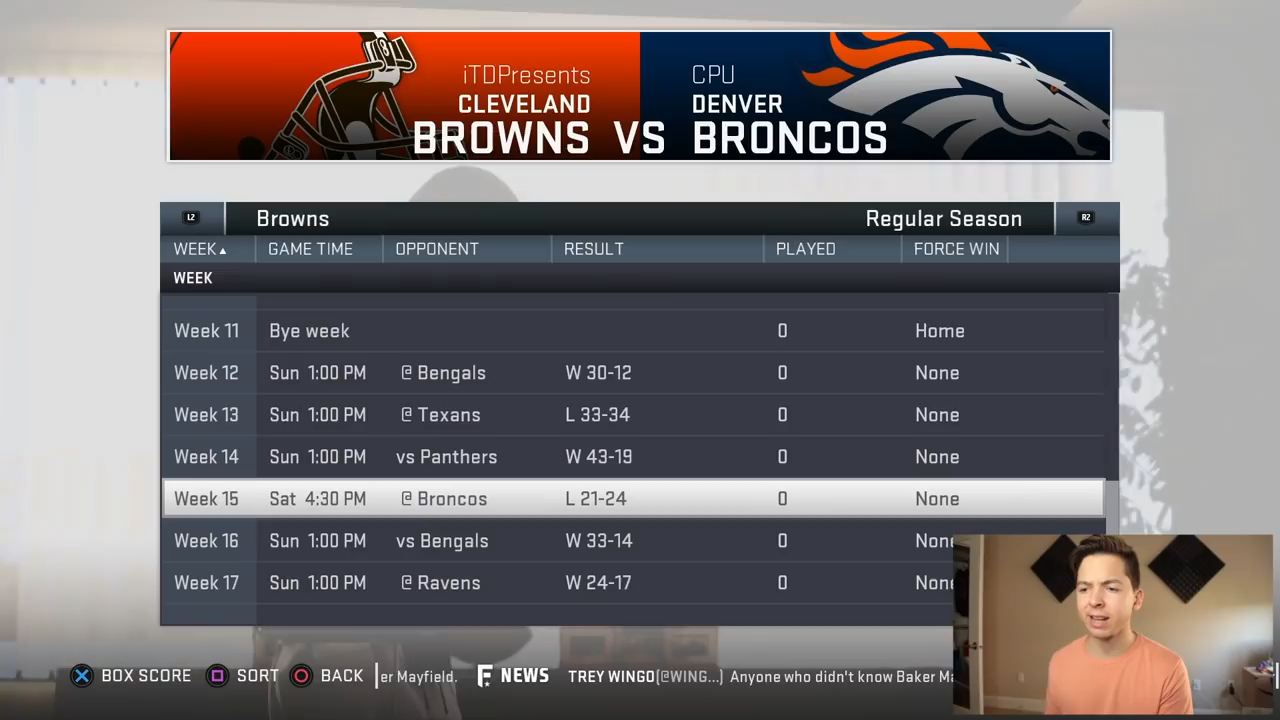 iTDPresents
CLEVELAND
BROWNS VS BRONCOS
CPU
DENVER
L2 Browns Regular Season R2
WEEK GAME TIME OPPONENT RESULT PLAYED FORCE WIN
WEEK
Week 11 Bye week 0 Home
Week 12 Sun 1:00 PM @ Bengals W 30-12 0 None
Week 13 Sun 1:00 PM @ Texans L 33-34 0 None
Week 14 Sun 1:00 PM vs Panthers W 43-19 0 None
Week 15 Sat 4:30 PM @ Broncos L 21-24 0 None
Week 16 Sun 1:00 PM vs Bengals W 33-14 0 None
Week 17 Sun 1:00 PM @ Ravens W 24-17 0 None
BOX SCORE SORT BACK er Mayfield. F NEWS TREY WINGO(@WING...) Anyone who didn't know Baker Ma